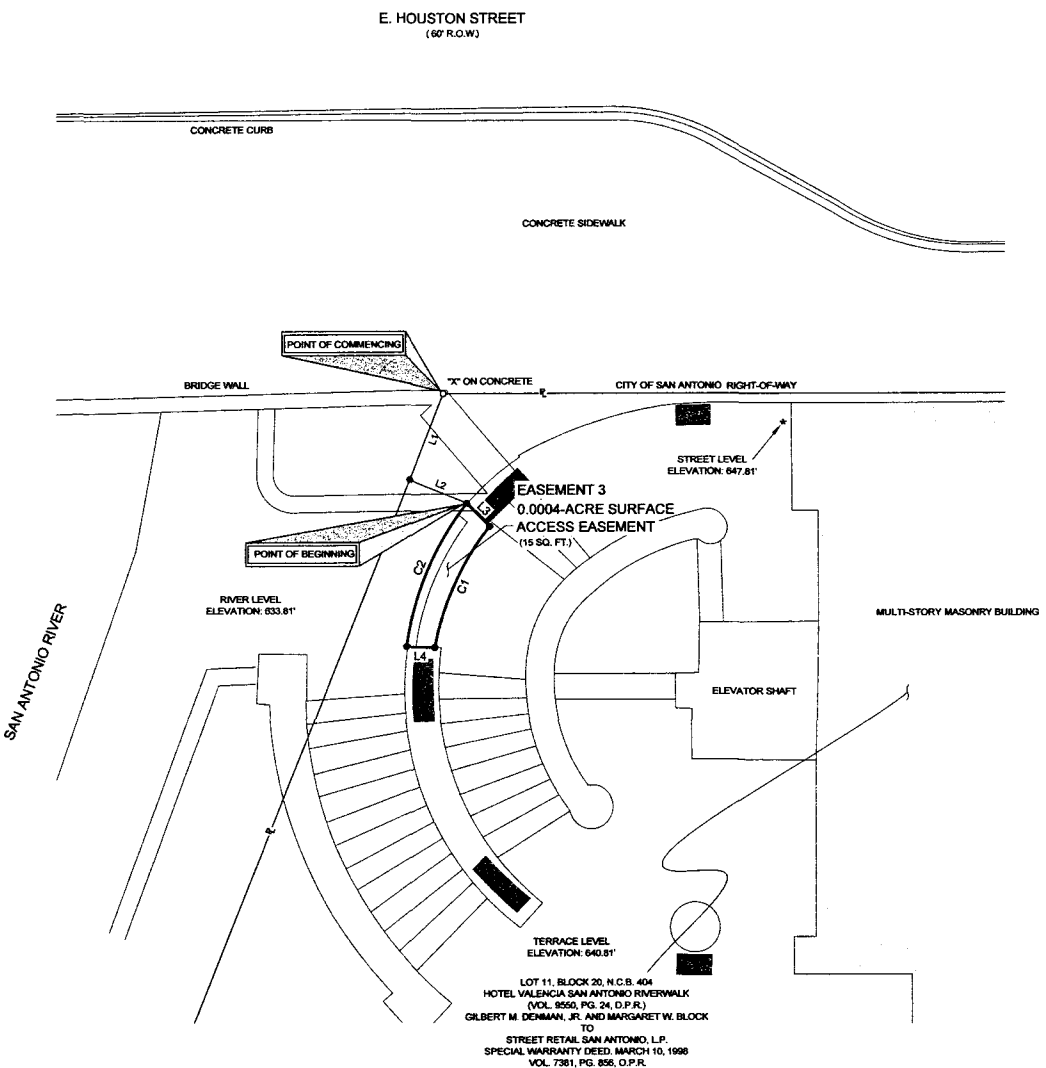 E. HOUSTON STREET
(60' R.O.W.)
CONCRETE CURB
CONCRETE SIDEWALK
POINT OF COMMENCING
"X" ON CONCRETE
BRIDGE WALL
CITY OF SAN ANTONIO RIGHT-OF-WAY
L1
STREET LEVEL
ELEVATION: 647.81'
L2
L3
EASEMENT 3
0.0004-ACRE SURFACE
ACCESS EASEMENT
(15 SQ. FT.)
POINT OF BEGINNING
C2
C1
RIVER LEVEL
ELEVATION: 633.81'
MULTI-STORY MASONRY BUILDING
SAN ANTONIO RIVER
L4
ELEVATOR SHAFT
TERRACE LEVEL
ELEVATION: 640.81'
LOT 11, BLOCK 20, N.C.B. 404
HOTEL VALENCIA SAN ANTONIO RIVERWALK
(VOL. 9550, PG. 24, D.P.R.)
GILBERT M. DENMAN, JR. AND MARGARET W. BLOCK
TO
STREET RETAIL SAN ANTONIO, L.P.
SPECIAL WARRANTY DEED, MARCH 10, 1998
VOL. 7381, PG. 856, O.P.R.